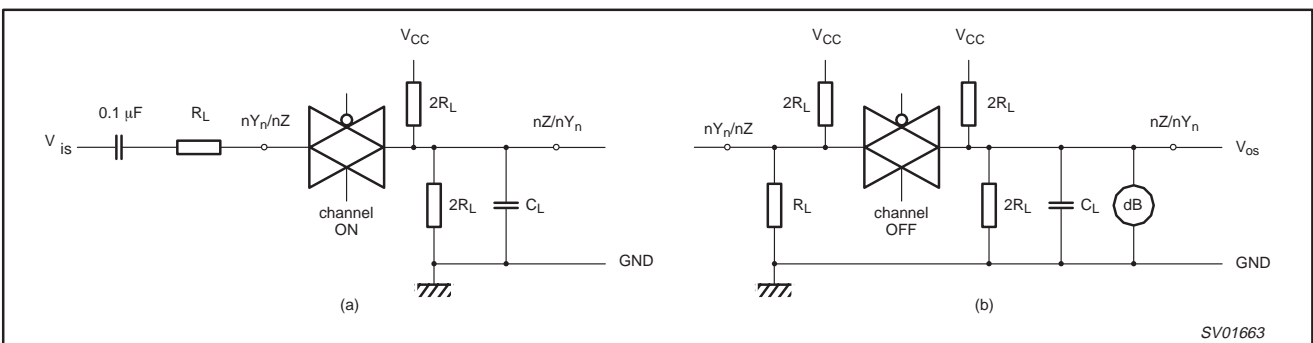 V_CC
0.1 μF
R_L
nY_n/nZ
2R_L
nZ/nY_n
V_is
channel
ON
2R_L
C_L
GND
(a)
V_CC
V_CC
2R_L
2R_L
nY_n/nZ
nZ/nY_n
V_os
R_L
channel
OFF
2R_L
C_L
dB
GND
(b)
SV01663